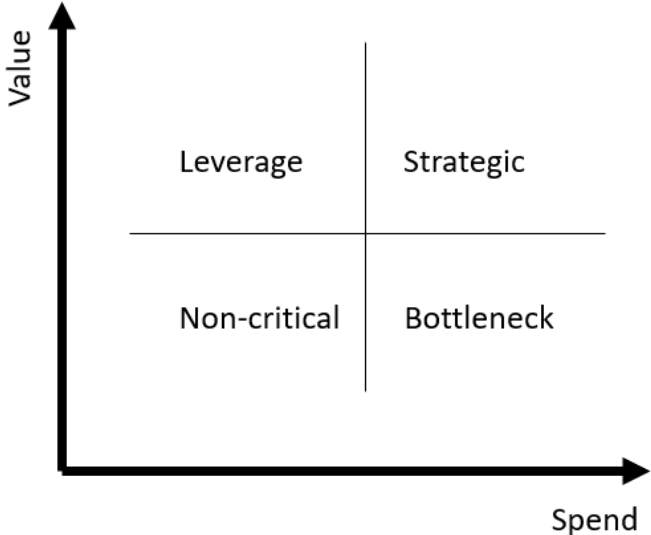 Value
Leverage
Strategic
Non-critical
Bottleneck
Spend